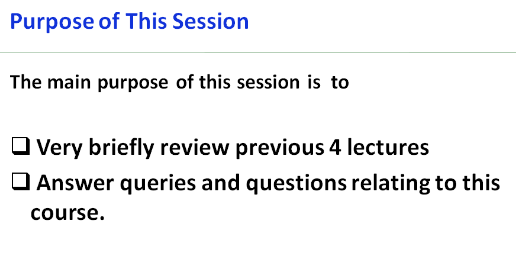 Purpose of This Session
The main purpose of this session is to
❑ Very briefly review previous 4 lectures
❑ Answer queries and questions relating to this
course.